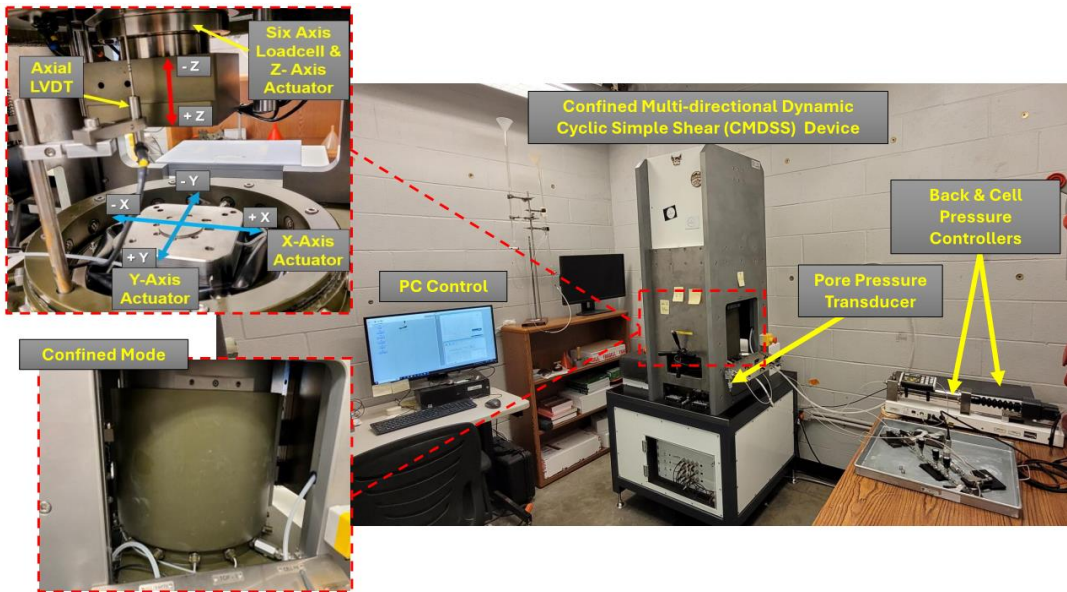 Six Axis
Loadcell &
Z- Axis
Actuator
Axial
LVDT
- Z
+ Z
- Y
- X
+ X
+ Y
X-Axis
Actuator
Y-Axis
Actuator
Confined Mode
Confined Multi-directional Dynamic
Cyclic Simple Shear (CMDSS) Device
Back & Cell
Pressure
Controllers
PC Control
Pore Pressure
Transducer